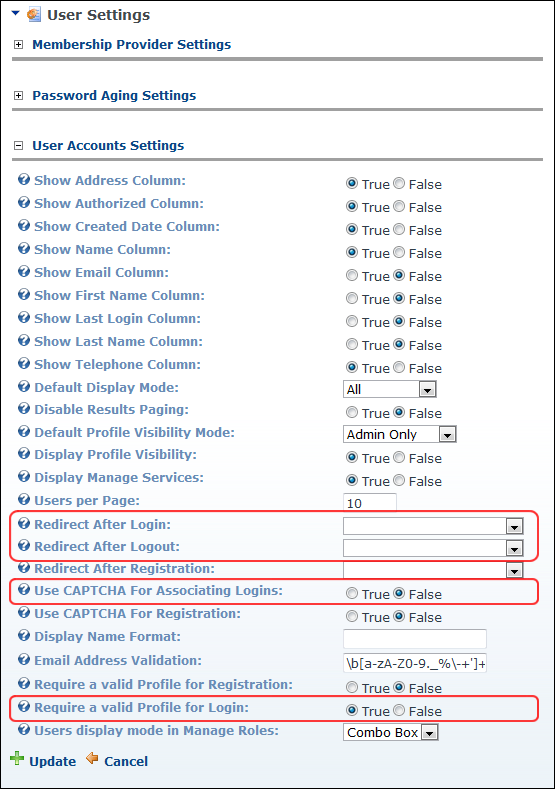 User Settings
Membership Provider Settings
Password Aging Settings
User Accounts Settings
Show Address Column: True False
Show Authorized Column: True False
Show Created Date Column: True False
Show Name Column: True False
Show Email Column: True False
Show First Name Column: True False
Show Last Login Column: True False
Show Last Name Column: True False
Show Telephone Column: True False
Default Display Mode: All
Disable Results Paging: True False
Default Profile Visibility Mode: Admin Only
Display Profile Visibility: True False
Display Manage Services: True False
Users per Page: 10
Redirect After Login:
Redirect After Logout:
Redirect After Registration:
Use CAPTCHA For Associating Logins: True False
Use CAPTCHA For Registration: True False
Display Name Format:
Email Address Validation: \b[a-zA-Z0-9._%\-+']+
Require a valid Profile for Registration: True False
Require a valid Profile for Login: True False
Users display mode in Manage Roles: Combo Box
Update Cancel